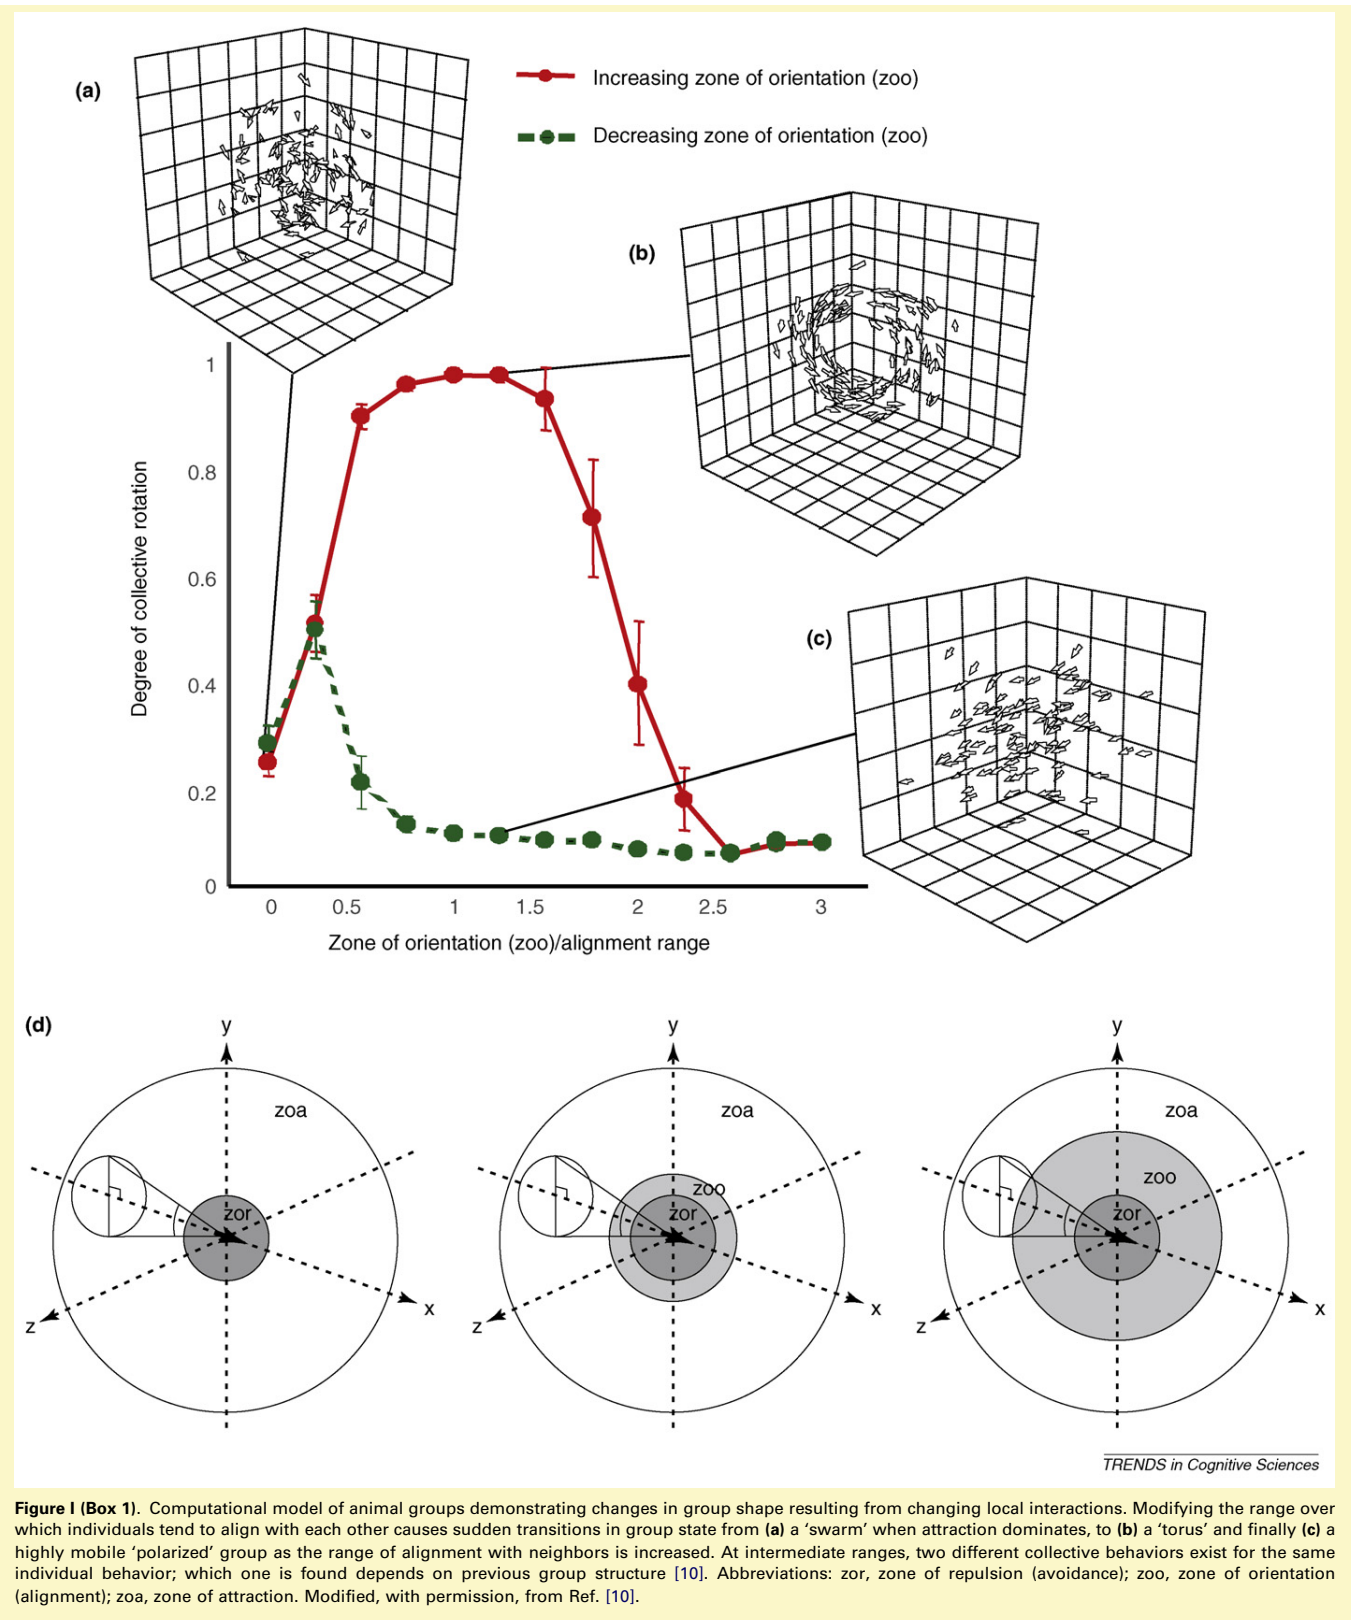 (a)
Increasing zone of orientation (zoo)
Decreasing zone of orientation (zoo)
(b)
(c)
Degree of collective rotation
1
0.8
0.6
0.4
0.2
0
0 0.5 1 1.5 2 2.5 3
Zone of orientation (zoo)/alignment range
(d)
y
zoa
zor
x
z
y
zoa
zoo
zor
x
z
y
zoa
zoo
zor
x
z
TRENDS in Cognitive Sciences
Figure I (Box 1). Computational model of animal groups demonstrating changes in group shape resulting from changing local interactions. Modifying the range over
which individuals tend to align with each other causes sudden transitions in group state from (a) a ‘swarm’ when attraction dominates, to (b) a ‘torus’ and finally (c) a
highly mobile ‘polarized’ group as the range of alignment with neighbors is increased. At intermediate ranges, two different collective behaviors exist for the same
individual behavior; which one is found depends on previous group structure [10]. Abbreviations: zor, zone of repulsion (avoidance); zoo, zone of orientation
(alignment); zoa, zone of attraction. Modified, with permission, from Ref. [10].